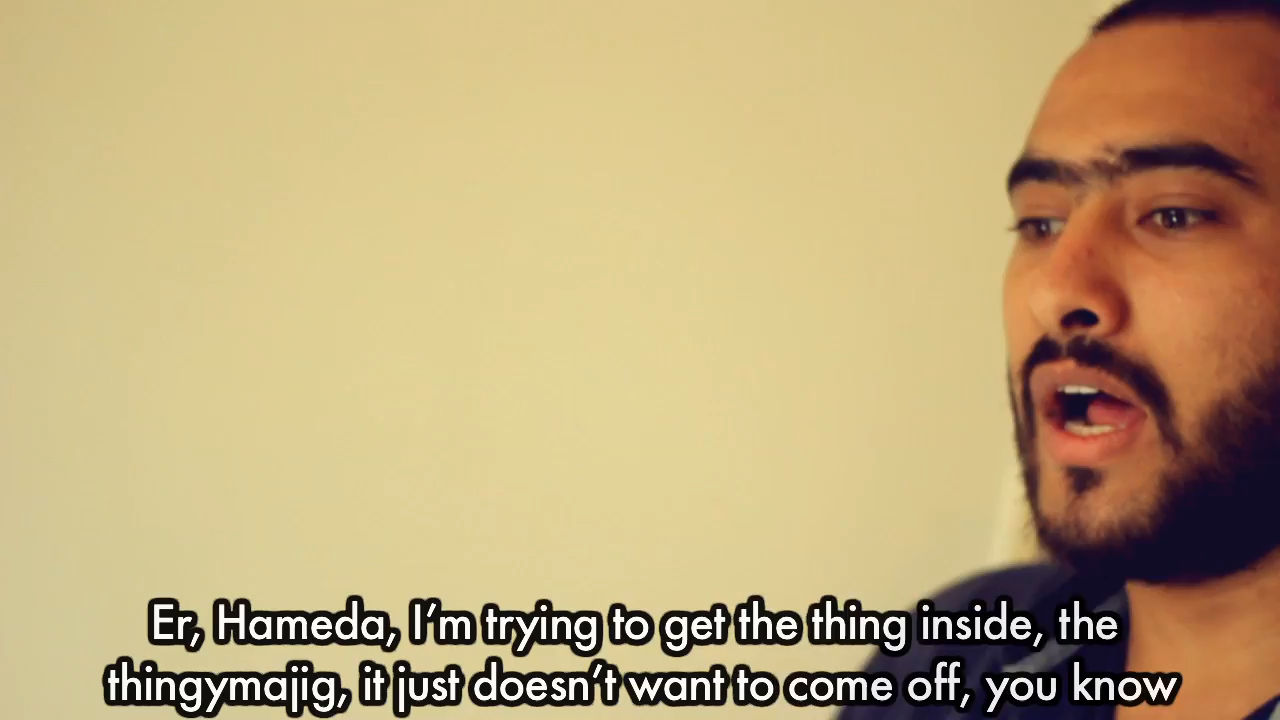 Er, Hameda, I’m trying to get the thing inside, the
thingymajig, it just doesn’t want to come off, you know